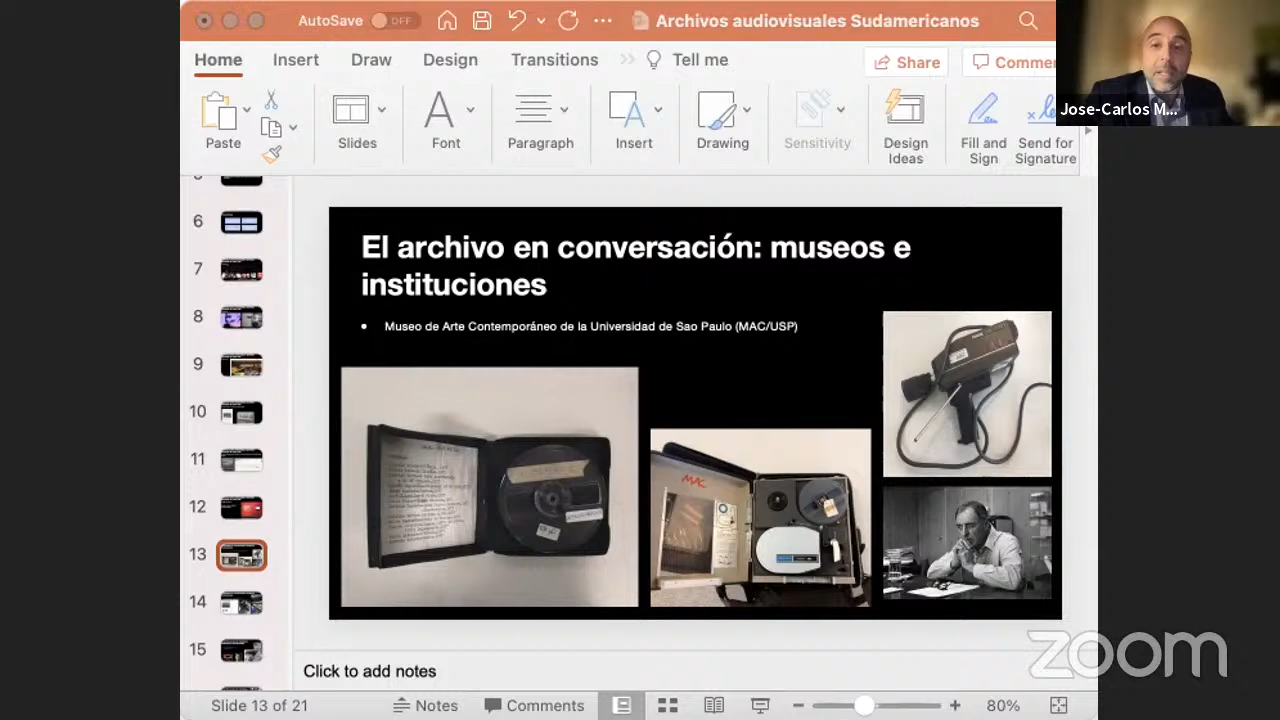 AutoSave OFF Archivos audiovisuales Sudamericanos
Home Insert Draw Design Transitions Tell me Share
Jose-Carlos M...
Paste Slides Font Paragraph Insert Drawing Sensitivity Design Ideas Fill and Sign Send for Signature
6
7
8
9
10
11
12
13
14
15
El archivo en conversación: museos e
instituciones
• Museo de Arte Contemporáneo de la Universidad de Sao Paulo (MAC/USP)
MAC
zoom
Click to add notes
Slide 13 of 21 Notes Comments 80%